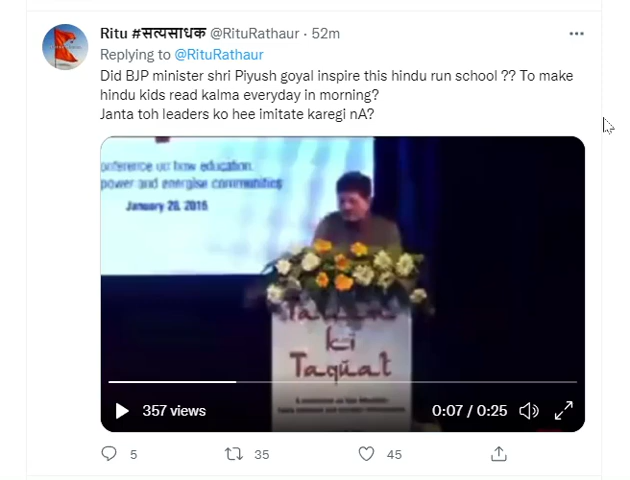 Ritu #सत्यसाधक @RituRathaur · 52m
Replying to @RituRathaur
Did BJP minister shri Piyush goyal inspire this hindu run school ?? To make
hindu kids read kalma everyday in morning?
Janta toh leaders ko hee imitate karegi nA?
onference on how education,
power and energise communities
January 28, 2016
ki
Taqat
357 views
0:07 / 0:25
5
35
45